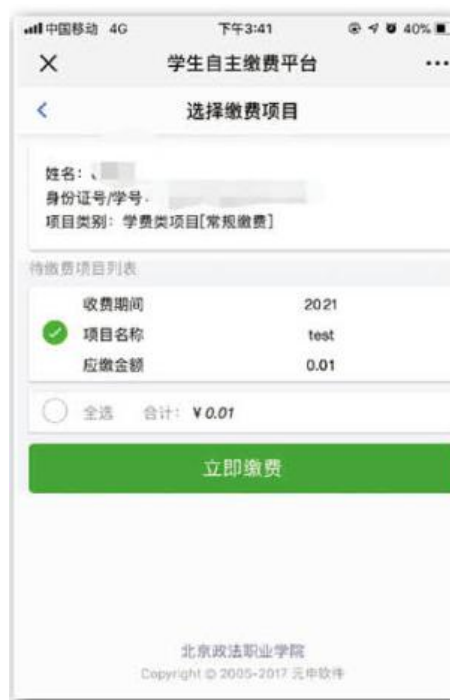 中国移动 4G 下午3:41 40%
学生自主缴费平台
选择缴费项目
姓名:
身份证号/学号
项目类别：学费类项目[常规缴费]
待缴费项目列表
收费期间 2021
项目名称 test
应缴金额 0.01
全选 合计：¥0.01
立即缴费
北京政法职业学院
Copyright © 2005-2017 元申软件